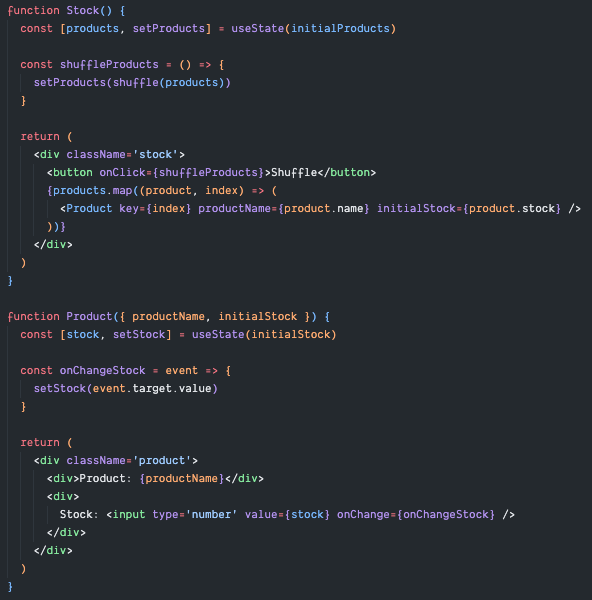 function Stock() {
  const [products, setProducts] = useState(initialProducts)

  const shuffleProducts = () => {
    setProducts(shuffle(products))
  }

  return (
    <div className='stock'>
      <button onClick={shuffleProducts}>Shuffle</button>
      {products.map((product, index) => (
        <Product key={index} productName={product.name} initialStock={product.stock} />
      ))}
    </div>
  )
}

function Product({ productName, initialStock }) {
  const [stock, setStock] = useState(initialStock)

  const onChangeStock = event => {
    setStock(event.target.value)
  }

  return (
    <div className='product'>
      <div>Product: {productName}</div>
      <div>
        Stock: <input type='number' value={stock} onChange={onChangeStock} />
      </div>
    </div>
  )
}